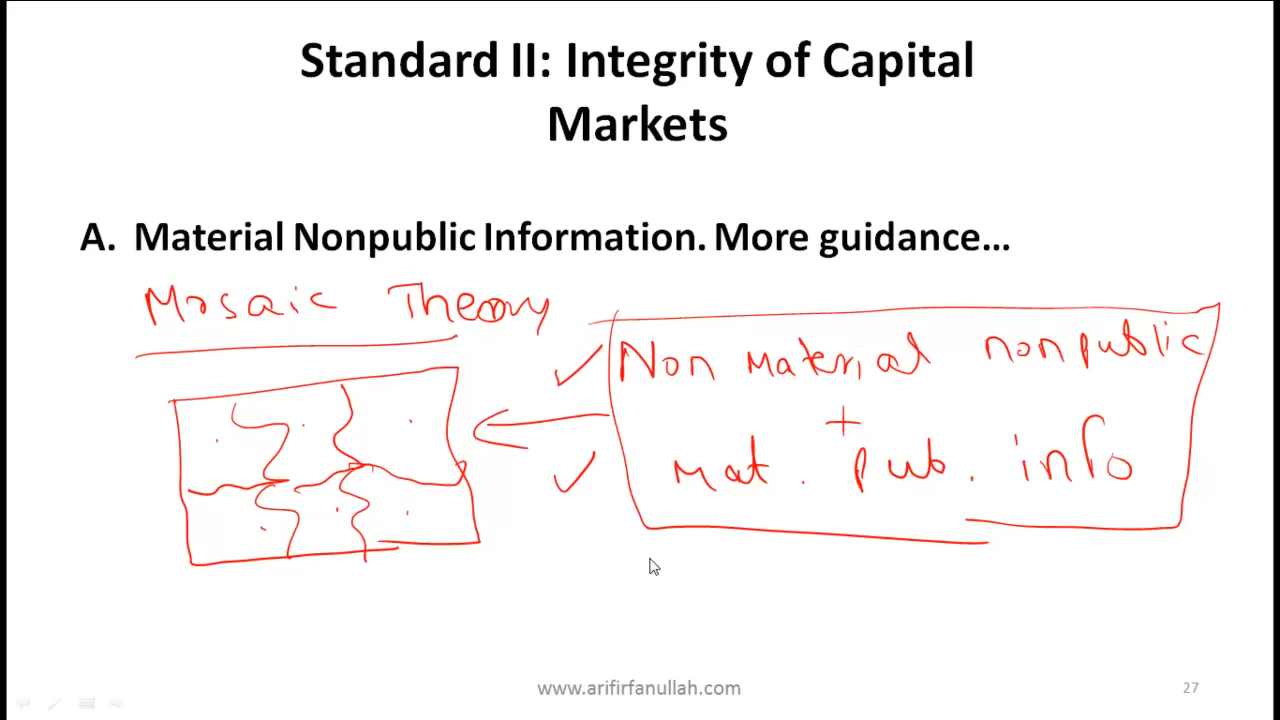 Standard II: Integrity of Capital
Markets
A. Material Nonpublic Information. More guidance...
Mosaic Theory
Non material nonpublic
+
mat. pub. info
www.arifirfanullah.com
27